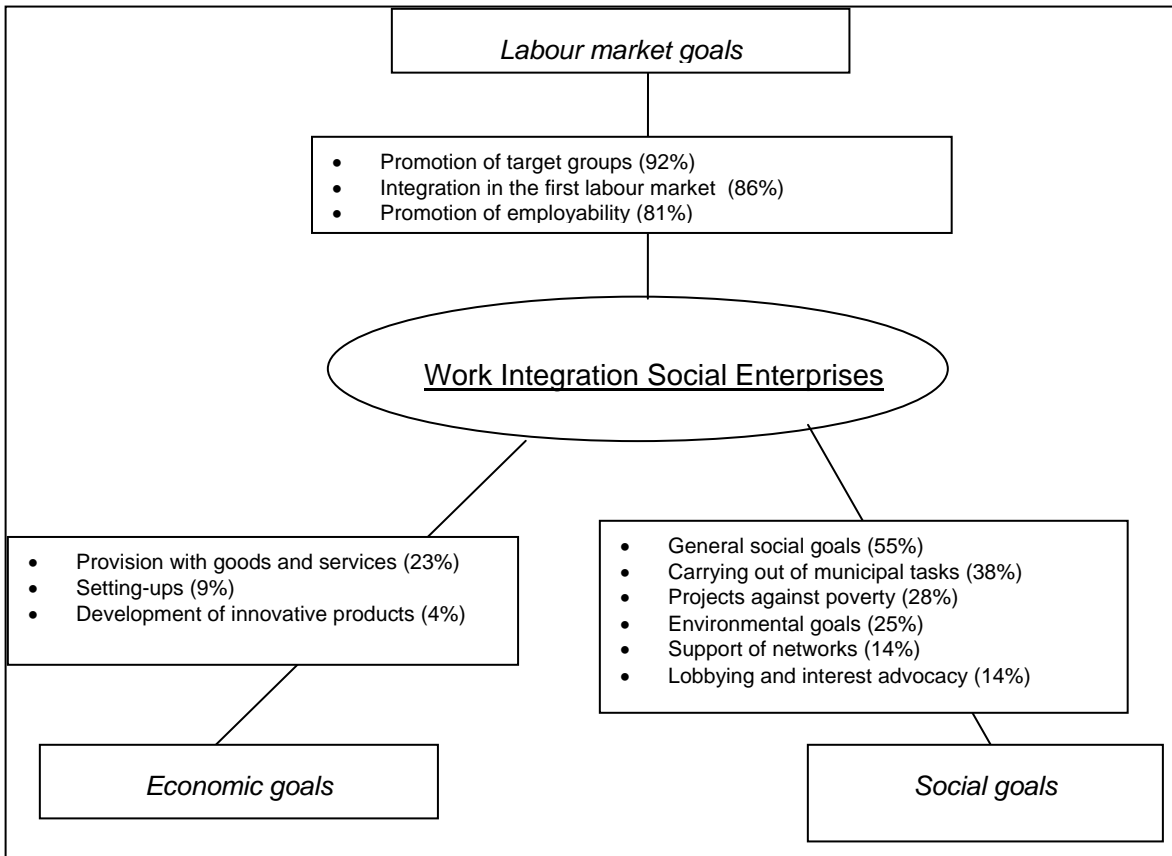 Labour market goals
• Promotion of target groups (92%)
• Integration in the first labour market (86%)
• Promotion of employability (81%)
Work Integration Social Enterprises
• Provision with goods and services (23%)
• Setting-ups (9%)
• Development of innovative products (4%)
• General social goals (55%)
• Carrying out of municipal tasks (38%)
• Projects against poverty (28%)
• Environmental goals (25%)
• Support of networks (14%)
• Lobbying and interest advocacy (14%)
Economic goals
Social goals